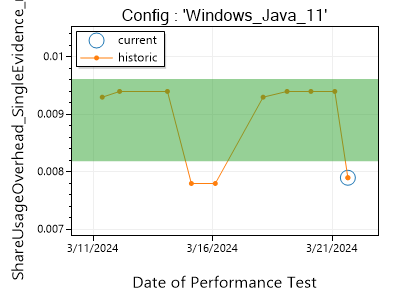 Config : 'Windows_Java_11'
current
historic
ShareUsageOverhead_SingleEvidence_
0.01
0.009
0.008
0.007
3/11/2024
3/16/2024
3/21/2024
Date of Performance Test